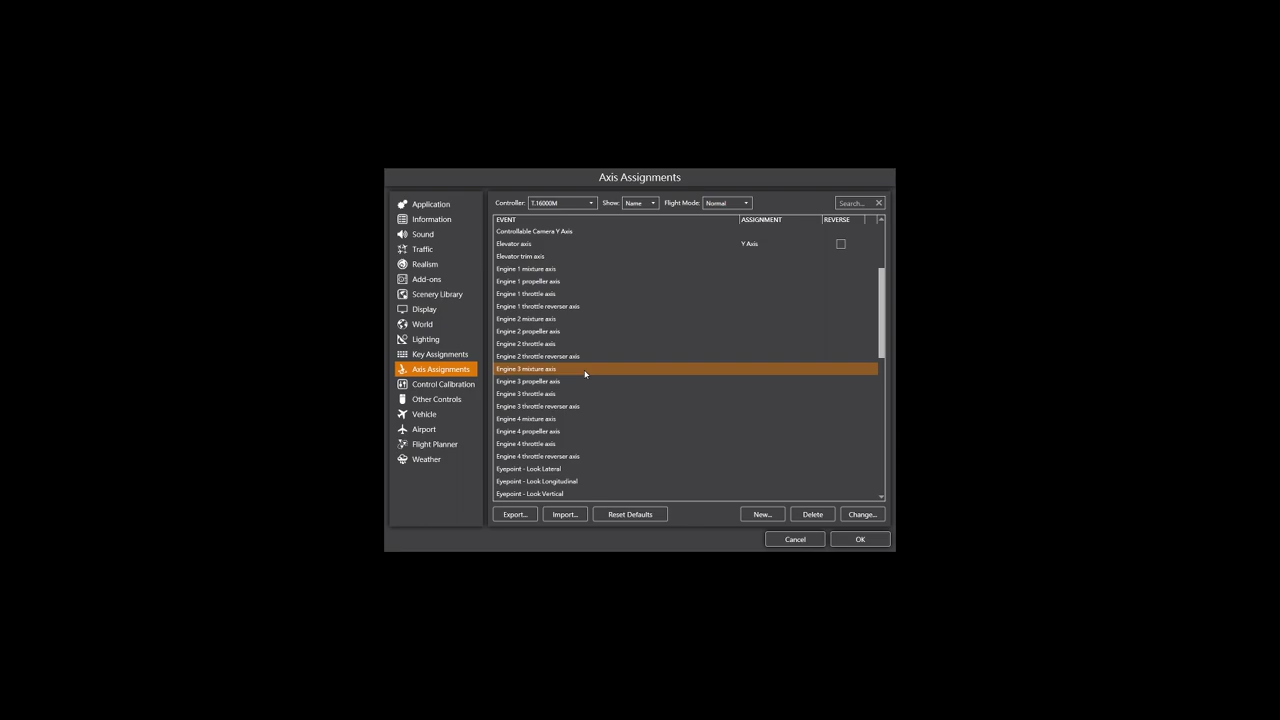 Axis Assignments
Application
Information
Sound
Traffic
Realism
Add-ons
Scenery Library
Display
World
Lighting
Key Assignments
Axis Assignments
Control Calibration
Other Controls
Vehicle
Airport
Flight Planner
Weather
Controller: T.16000M Show: Name Flight Mode: Normal Search...
EVENT ASSIGNMENT REVERSE
Controllable Camera Y Axis
Elevator axis Y Axis
Elevator trim axis
Engine 1 mixture axis
Engine 1 propeller axis
Engine 1 throttle axis
Engine 1 throttle reverser axis
Engine 2 mixture axis
Engine 2 propeller axis
Engine 2 throttle axis
Engine 2 throttle reverser axis
Engine 3 mixture axis
Engine 3 propeller axis
Engine 3 throttle axis
Engine 3 throttle reverser axis
Engine 4 mixture axis
Engine 4 propeller axis
Engine 4 throttle axis
Engine 4 throttle reverser axis
Eyepoint - Look Lateral
Eyepoint - Look Longitudinal
Eyepoint - Look Vertical
Export... Import... Reset Defaults New... Delete Change...
Cancel OK